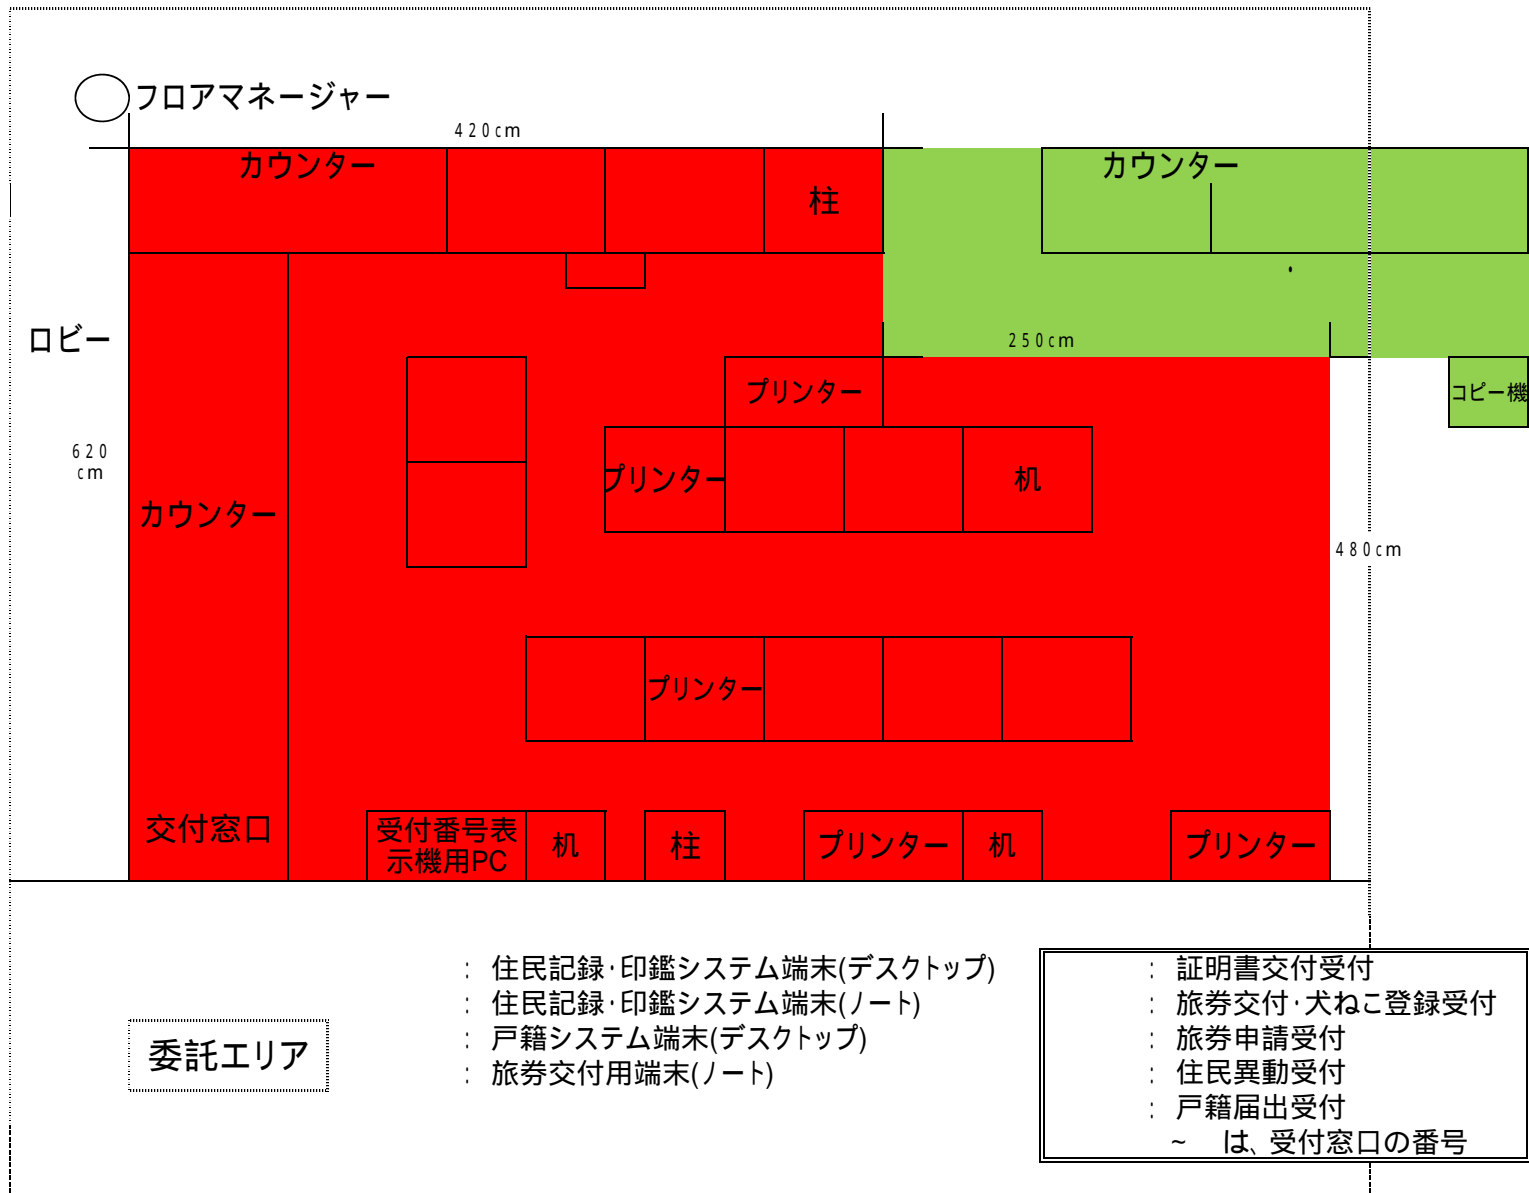 フロアマネージャー
420cm
カウンター
カウンター
柱
ロビー
250cm
プリンター
コピー機
620
cm
プリンター
机
カウンター
480cm
プリンター
交付窓口
受付番号表
示機用PC
机
柱
プリンター
机
プリンター
: 住民記録・印鑑システム端末(デスクトップ)
: 住民記録・印鑑システム端末(ノート)
: 戸籍システム端末(デスクトップ)
: 旅券交付用端末(ノート)
委託エリア
: 証明書交付受付
: 旅券交付・犬ねこ登録受付
: 旅券申請受付
: 住民異動受付
: 戸籍届出受付
~ は、受付窓口の番号